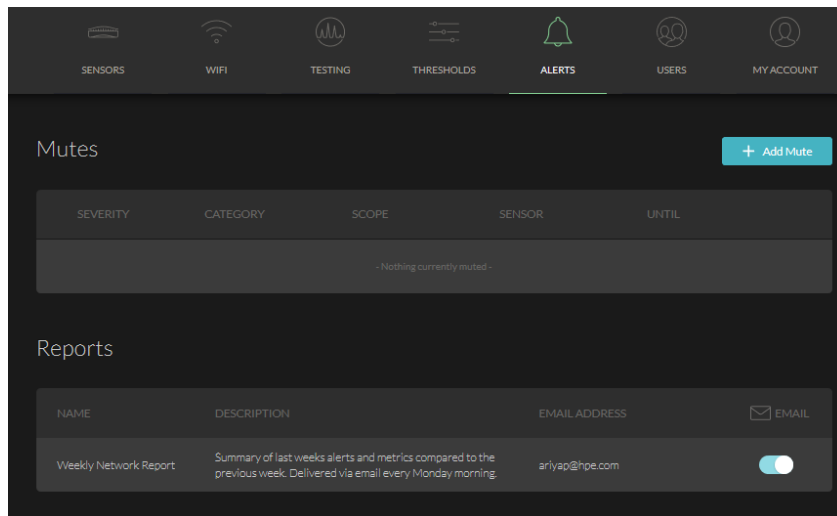 SENSORS WIFI TESTING THRESHOLDS ALERTS USERS MY ACCOUNT
Mutes
+ Add Mute
SEVERITY CATEGORY SCOPE SENSOR UNTIL
- Nothing currently muted -
Reports
NAME DESCRIPTION EMAIL ADDRESS EMAIL
Weekly Network Report
Summary of last weeks alerts and metrics compared to the
previous week. Delivered via email every Monday morning.
ariyap@hpe.com